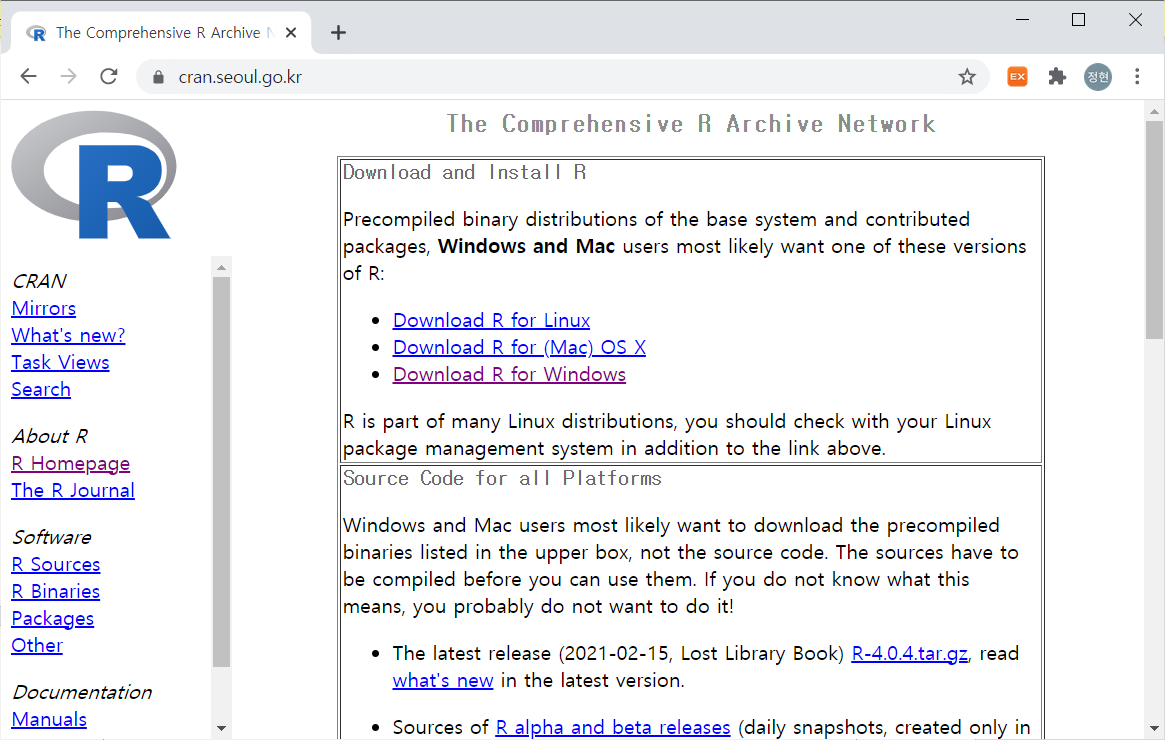 The Comprehensive R Archive N
cran.seoul.go.kr
EX
정현
R
CRAN
Mirrors
What's new?
Task Views
Search
About R
R Homepage
The R Journal
Software
R Sources
R Binaries
Packages
Other
Documentation
Manuals
The Comprehensive R Archive Network
Download and Install R
Precompiled binary distributions of the base system and contributed
packages, Windows and Mac users most likely want one of these versions
of R:
Download R for Linux
Download R for (Mac) OS X
Download R for Windows
R is part of many Linux distributions, you should check with your Linux
package management system in addition to the link above.
Source Code for all Platforms
Windows and Mac users most likely want to download the precompiled
binaries listed in the upper box, not the source code. The sources have to
be compiled before you can use them. If you do not know what this
means, you probably do not want to do it!
The latest release (2021-02-15, Lost Library Book) R-4.0.4.tar.gz, read
what's new in the latest version.
Sources of R alpha and beta releases (daily snapshots, created only in